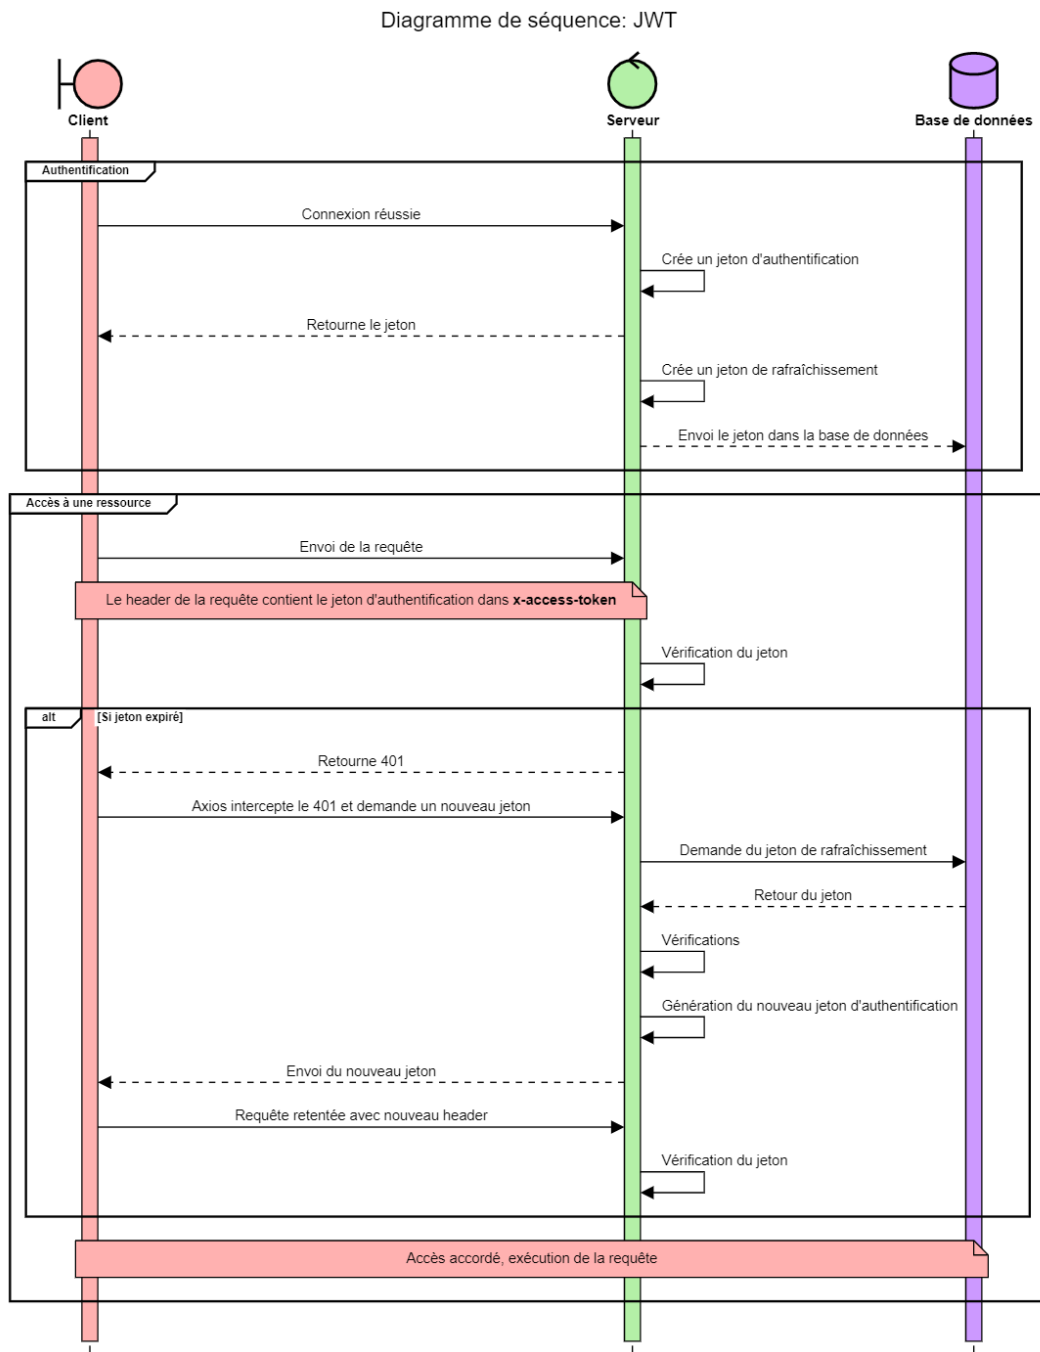 Diagramme de séquence: JWT
Client
Serveur
Base de données
Authentification
Connexion réussie
Crée un jeton d'authentification
Retourne le jeton
Crée un jeton de rafraîchissement
Envoi le jeton dans la base de données
Accès à une ressource
Envoi de la requête
Le header de la requête contient le jeton d'authentification dans x-access-token
Vérification du jeton
alt [Si jeton expiré]
Retourne 401
Axios intercepte le 401 et demande un nouveau jeton
Demande du jeton de rafraîchissement
Retour du jeton
Vérifications
Génération du nouveau jeton d'authentification
Envoi du nouveau jeton
Requête retentée avec nouveau header
Vérification du jeton
Accès accordé, exécution de la requête